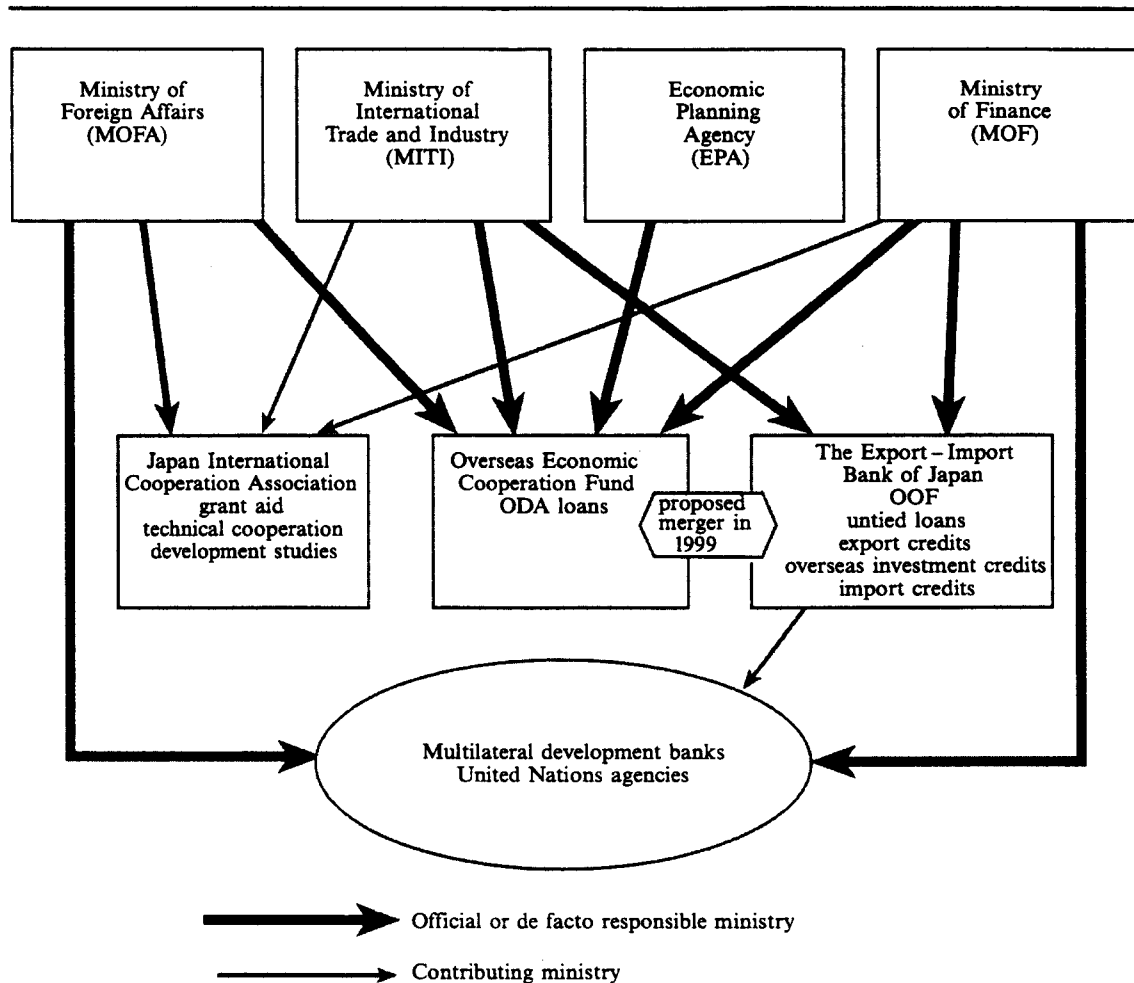 Ministry of
Foreign Affairs
(MOFA)
Ministry of
International
Trade and Industry
(MITI)
Economic
Planning
Agency
(EPA)
Ministry
of Finance
(MOF)
Japan International
Cooperation Association
grant aid
technical cooperation
development studies
Overseas Economic
Cooperation Fund
ODA loans
proposed
merger in
1999
The Export–Import
Bank of Japan
OOF
untied loans
export credits
overseas investment credits
import credits
Multilateral development banks
United Nations agencies
Official or de facto responsible ministry
Contributing ministry